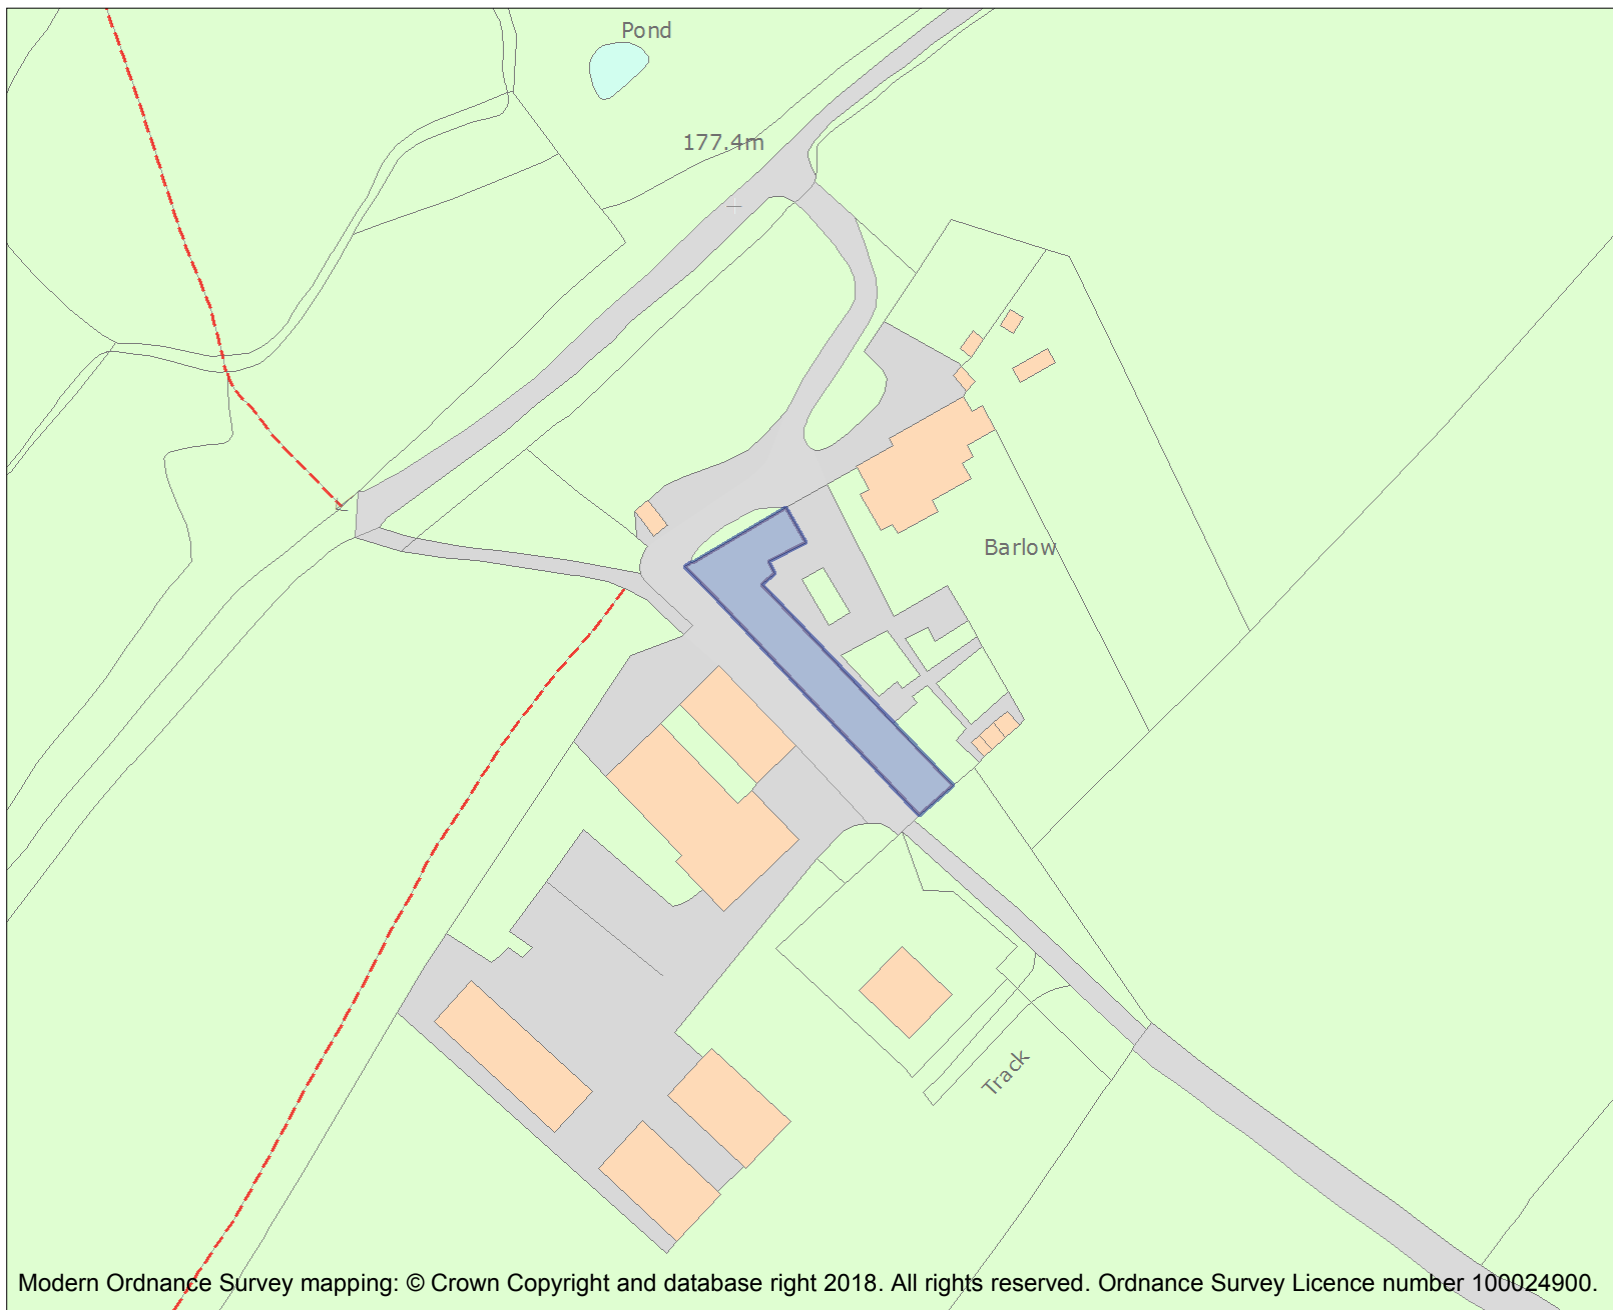 Pond
177.4m
Barlow
Track
Modern Ordnance Survey mapping: © Crown Copyright and database right 2018. All rights reserved. Ordnance Survey Licence number 100024900.